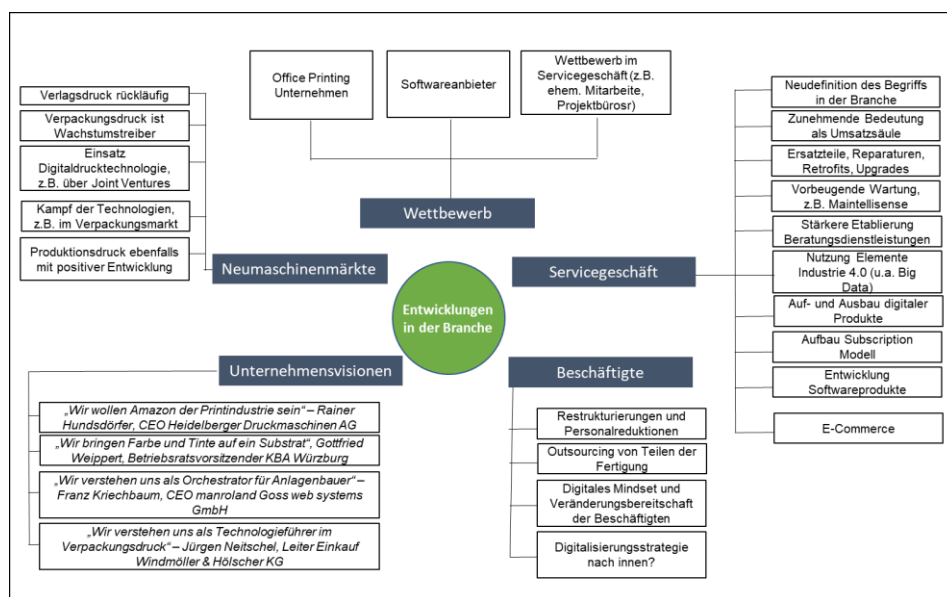 Office Printing
Unternehmen
Softwareanbieter
Wettbewerb im
Servicegeschäft (z.B.
ehem. Mitarbeite,
Projektbürosr)
Wettbewerb
Verlagsdruck rückläufig
Verpackungsdruck ist
Wachstumstreiber
Einsatz
Digitaldrucktechnologie,
z.B. über Joint Ventures
Kampf der Technologien,
z.B. im Verpackungsmarkt
Produktionsdruck ebenfalls
mit positiver Entwicklung
Neumaschinenmärkte
Neudefinition des Begriffs
in der Branche
Zunehmende Bedeutung
als Umsatzsäule
Ersatzteile, Reparaturen,
Retrofits, Upgrades
Vorbeugende Wartung,
z.B. Maintellisense
Stärkere Etablierung
Beratungsdienstleistungen
Nutzung Elemente
Industrie 4.0 (u.a. Big
Data)
Auf- und Ausbau digitaler
Produkte
Aufbau Subscription
Modell
Entwicklung
Softwareprodukte
E-Commerce
Servicegeschäft
Entwicklungen
in der Branche
Unternehmensvisionen
„Wir wollen Amazon der Printindustrie sein“ – Rainer
Hundsdörfer, CEO Heidelberger Druckmaschinen AG
„Wir bringen Farbe und Tinte auf ein Substrat“, Gottfried
Weippert, Betriebsratsvorsitzender KBA Würzburg
„Wir verstehen uns als Orchestrator für Anlagenbauer“ –
Franz Kriechbaum, CEO manroland Goss web systems
GmbH
„Wir verstehen uns als Technologieführer im
Verpackungsdruck“ – Jürgen Neitschel, Leiter Einkauf
Windmöller & Hölscher KG
Beschäftigte
Restrukturierungen und
Personalreduktionen
Outsourcing von Teilen der
Fertigung
Digitales Mindset und
Veränderungsbereitschaft
der Beschäftigten
Digitalisierungsstrategie
nach innen?